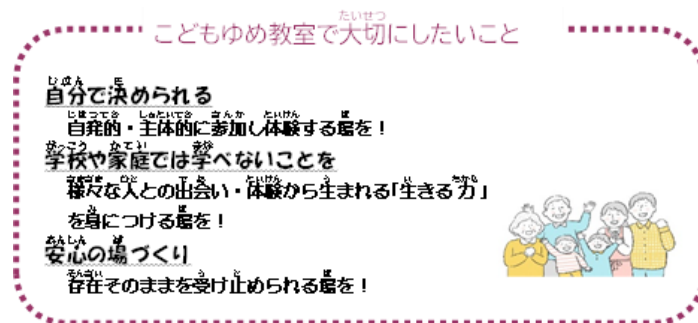 こどもゆめ教室で大切にしたいこと
自分で決められる
自発的・主体的に参加し体験する場を！
学校や家庭では学べないことを
様々な人との出会い・体験から生まれる「生きる力」
を身につける場を！
安心の場づくり
存在そのままを受け止められる場を！